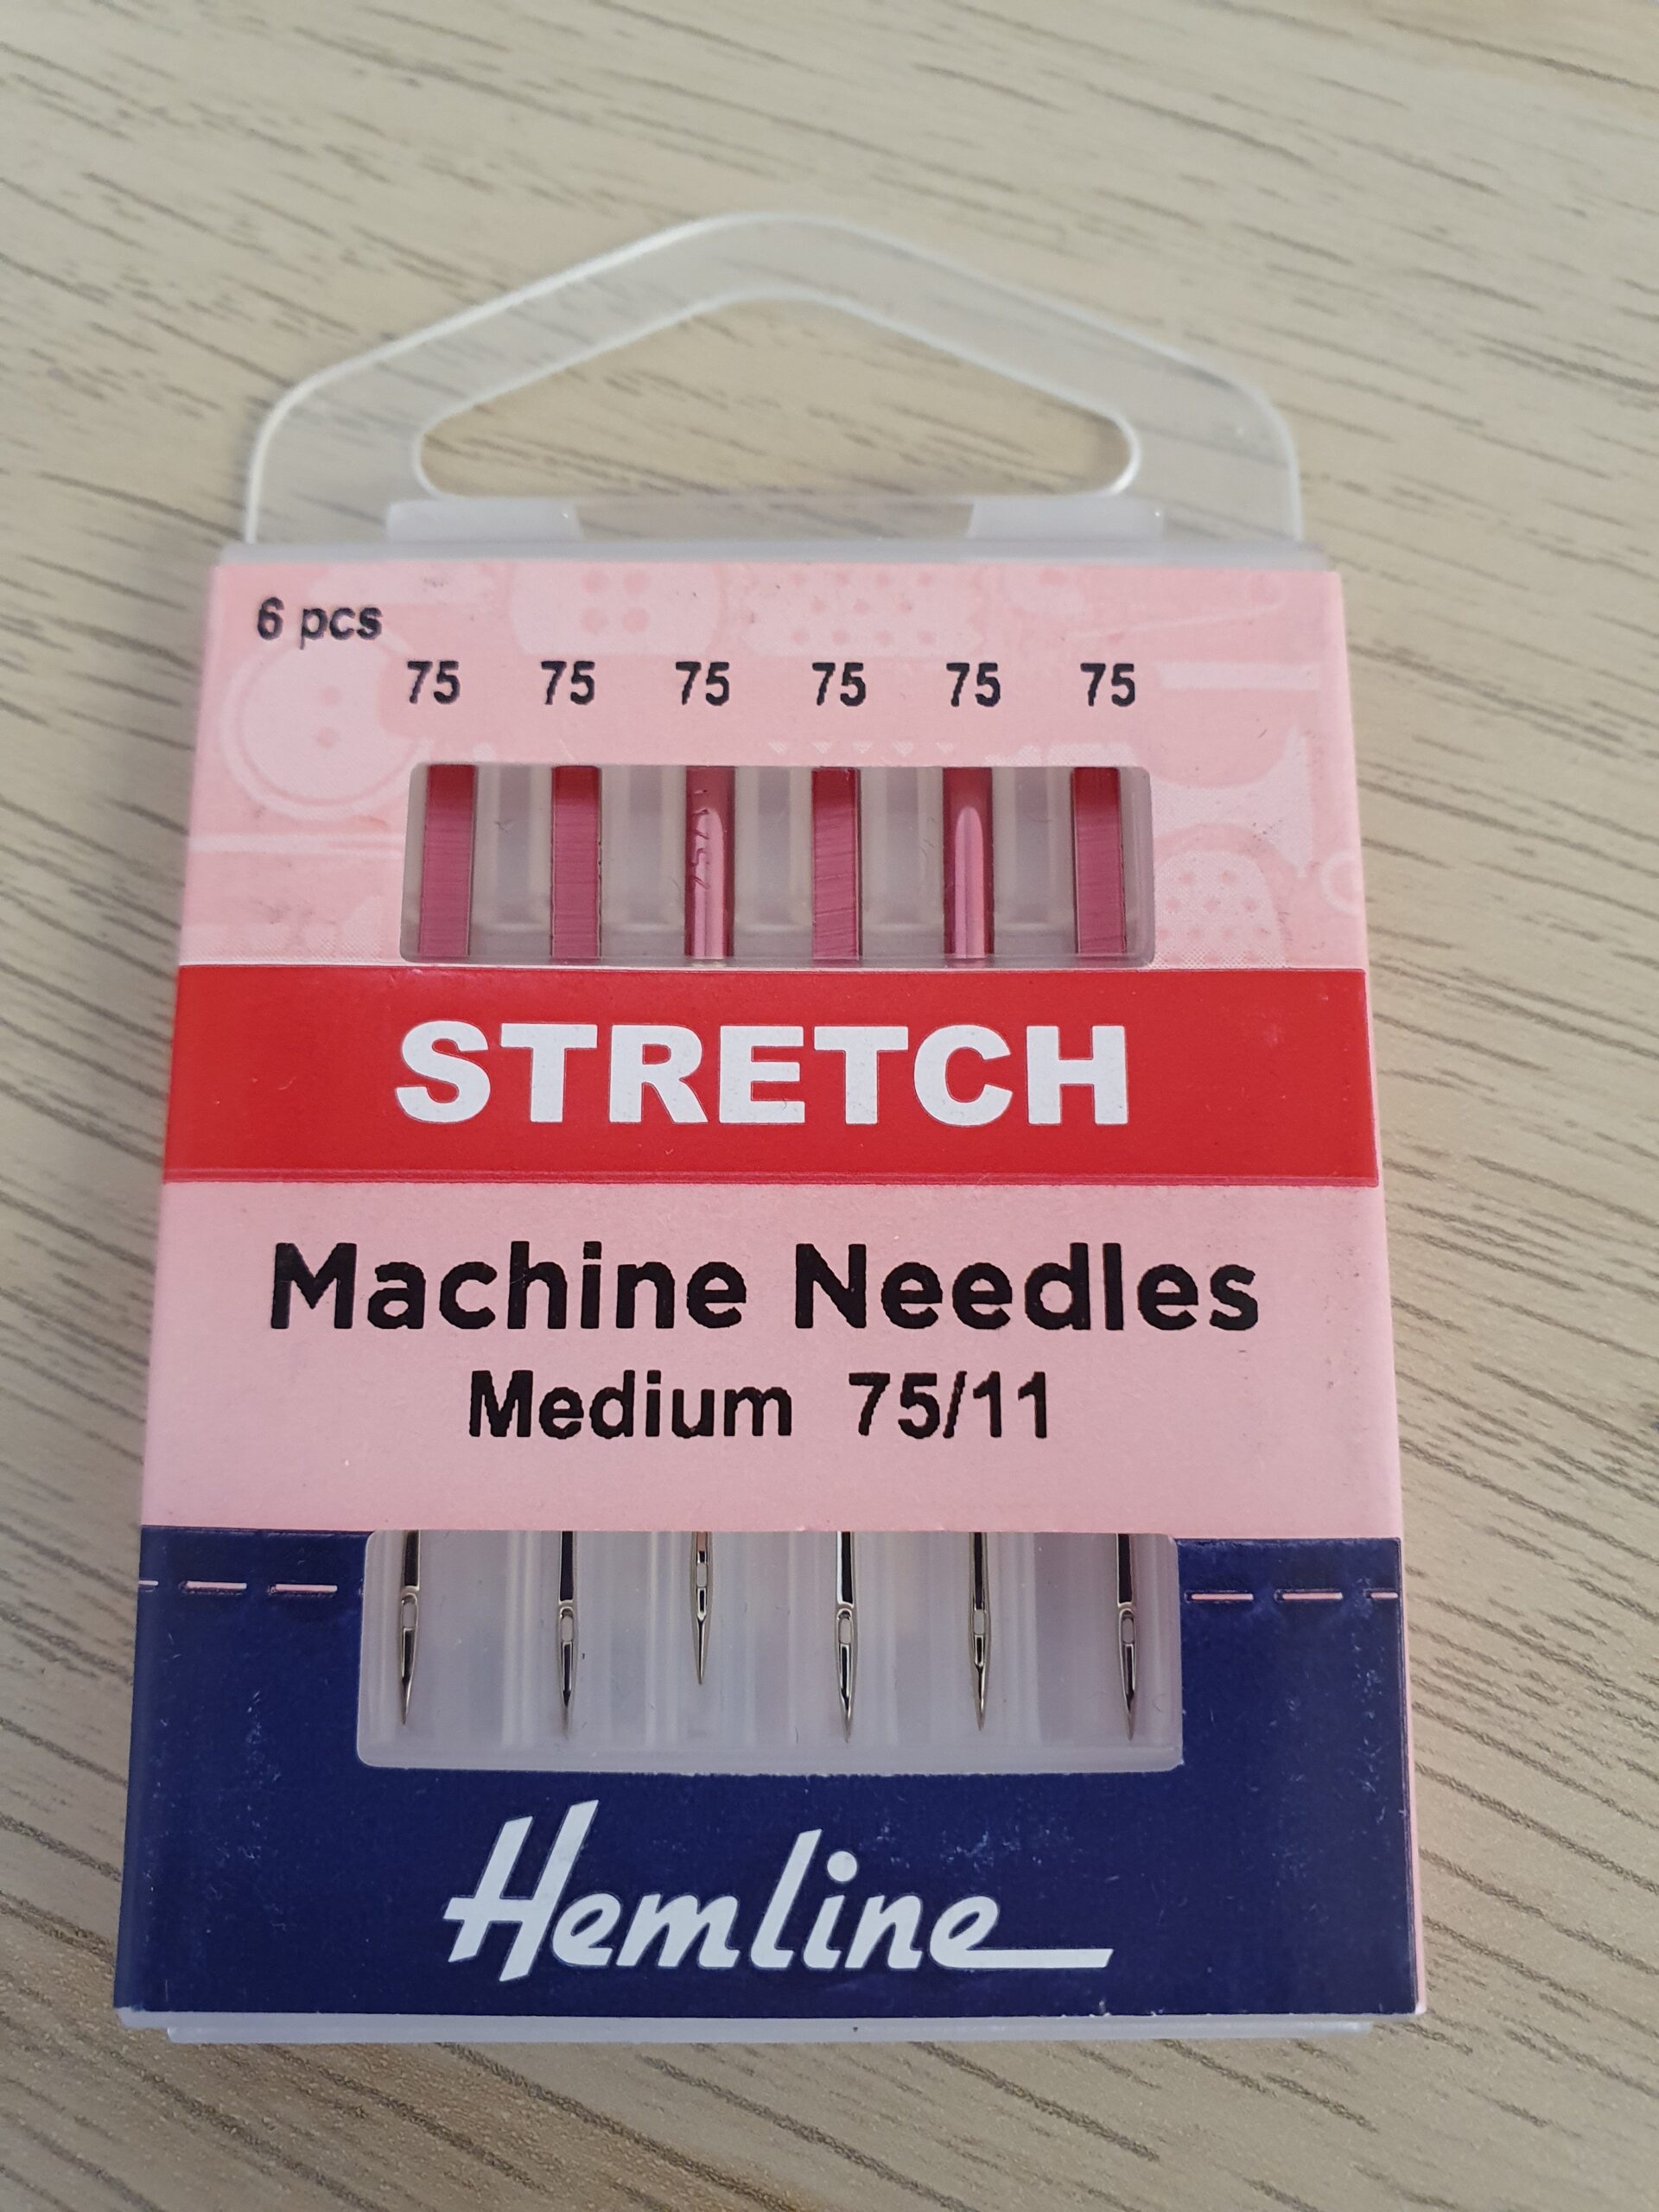 6 pcs
75 75 75 75 75 75
STRETCH
Machine Needles
Medium 75/11
Hemline